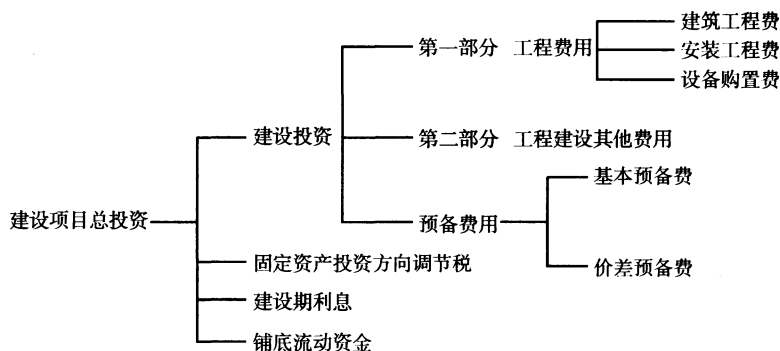 建筑工程费
第一部分 工程费用
安装工程费
设备购置费
建设投资
第二部分 工程建设其他费用
基本预备费
建设项目总投资
预备费用
价差预备费
固定资产投资方向调节税
建设期利息
铺底流动资金